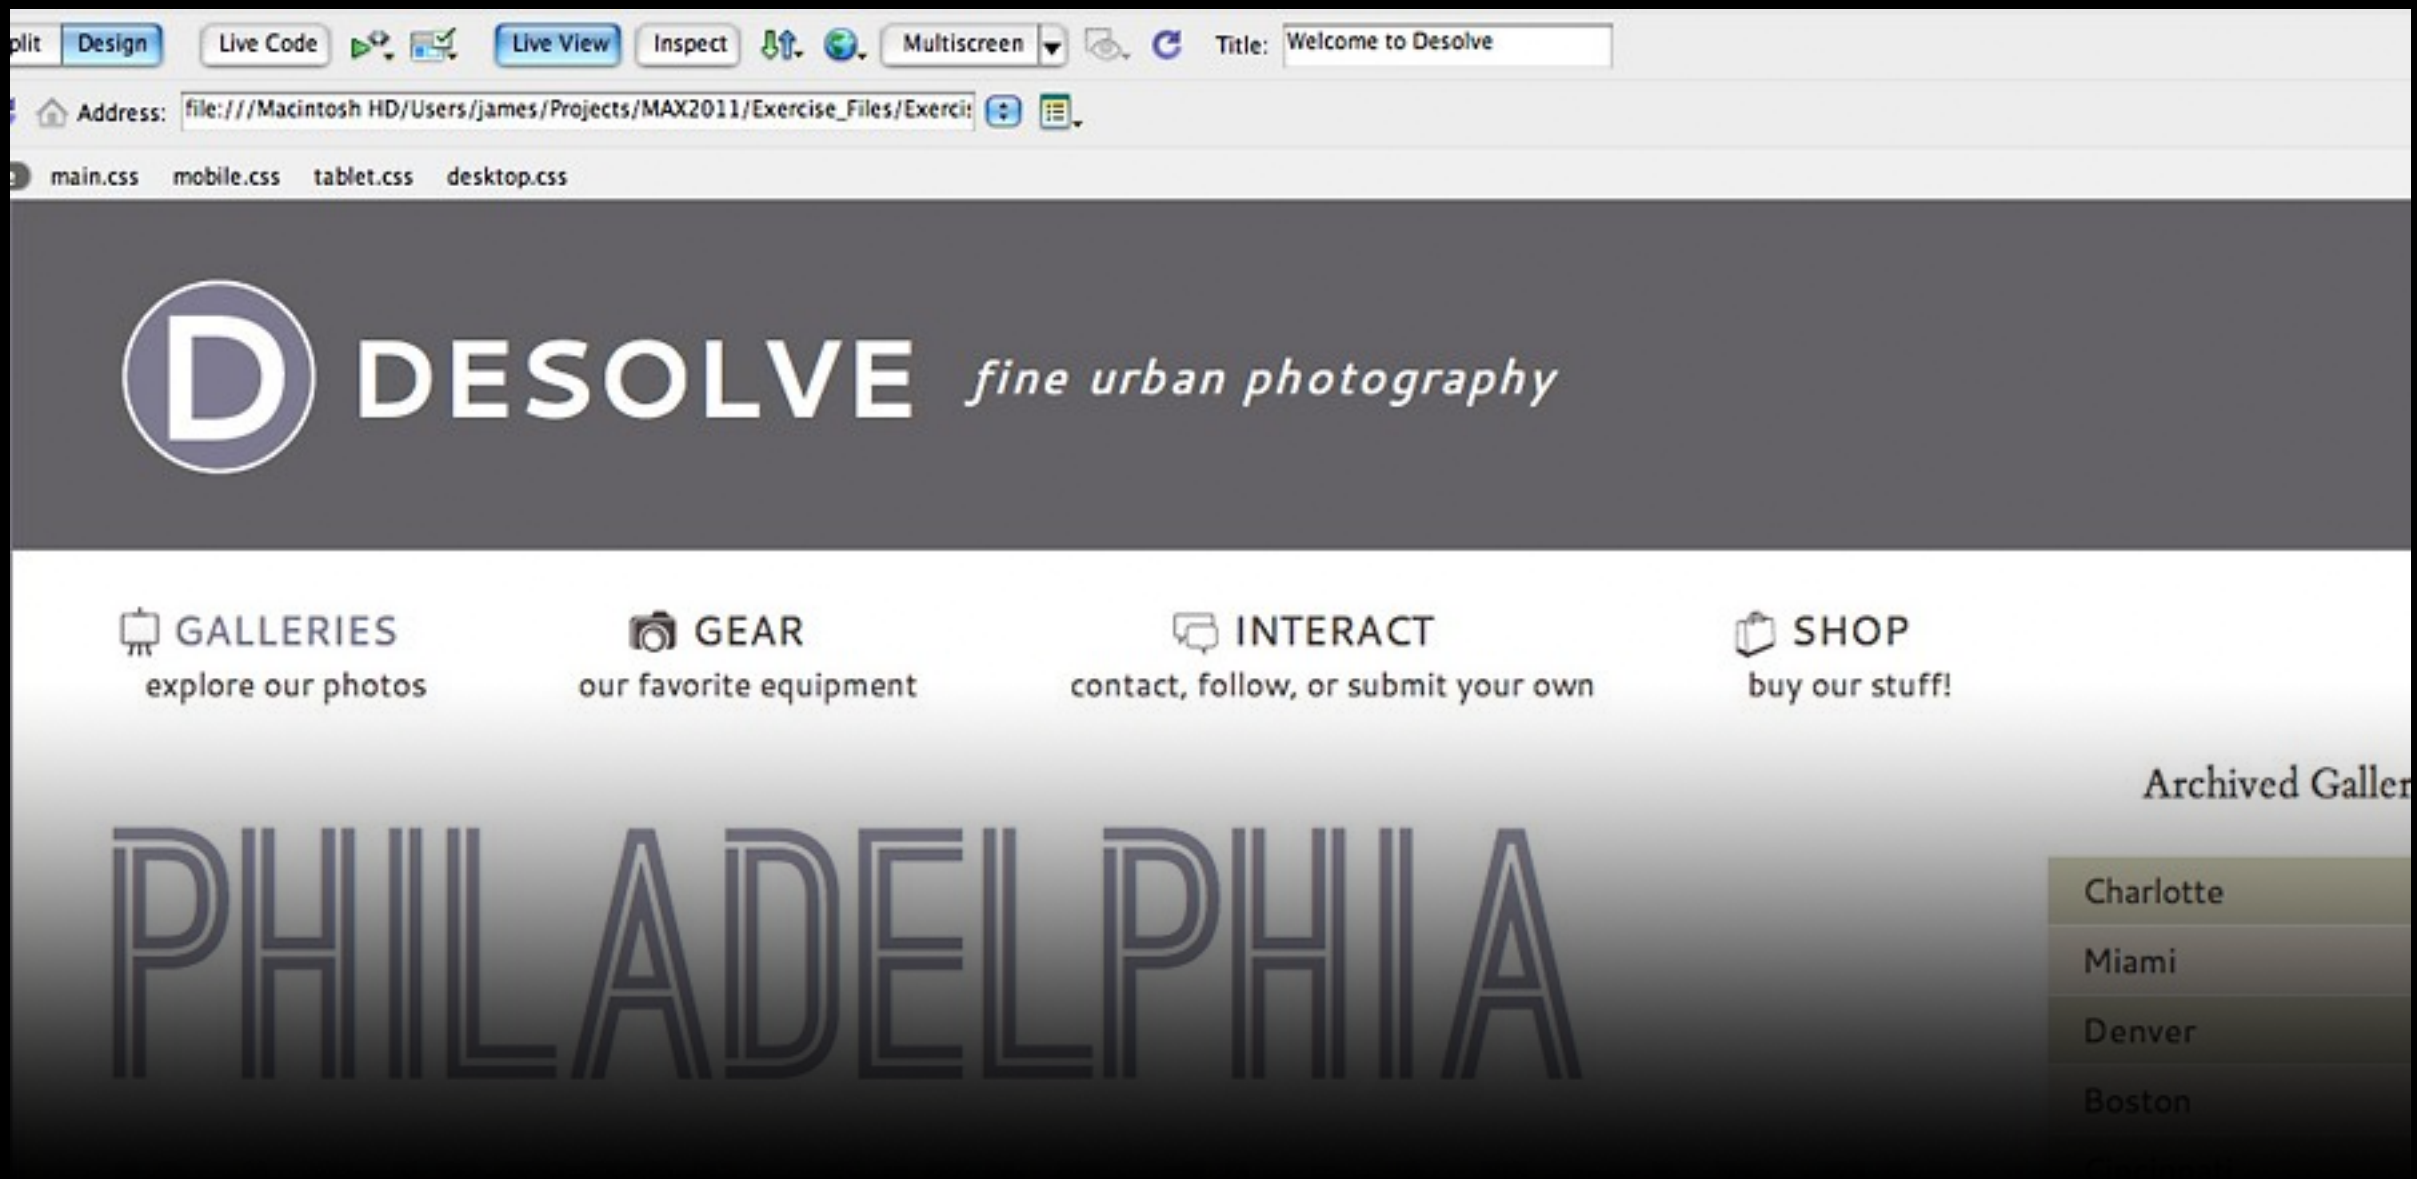 Design Live Code Live View Inspect Multiscreen Title: Welcome to Desolve
Address: file:///Macintosh HD/Users/james/Projects/MAX2011/Exercise_Files/Exercis
main.css mobile.css tablet.css desktop.css
D DESOLVE fine urban photography
GALLERIES GEAR INTERACT SHOP
explore our photos our favorite equipment contact, follow, or submit your own buy our stuff!
Archived Galler
PHILADELPHIA
Charlotte
Miami
Denver
Boston